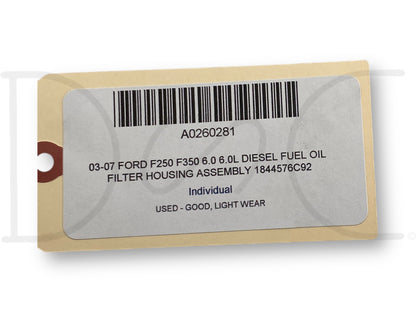 A0260281
03-07 FORD F250 F350 6.0 6.0L DIESEL FUEL OIL
FILTER HOUSING ASSEMBLY 1844576C92
Individual
USED - GOOD, LIGHT WEAR